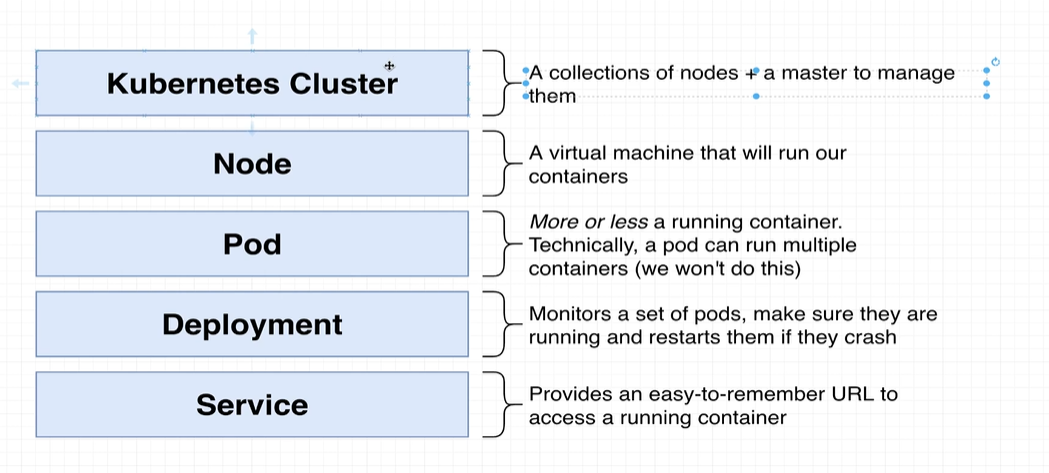 Kubernetes Cluster
A collections of nodes + a master to manage
them
Node
A virtual machine that will run our
containers
Pod
More or less a running container.
Technically, a pod can run multiple
containers (we won't do this)
Deployment
Monitors a set of pods, make sure they are
running and restarts them if they crash
Service
Provides an easy-to-remember URL to
access a running container